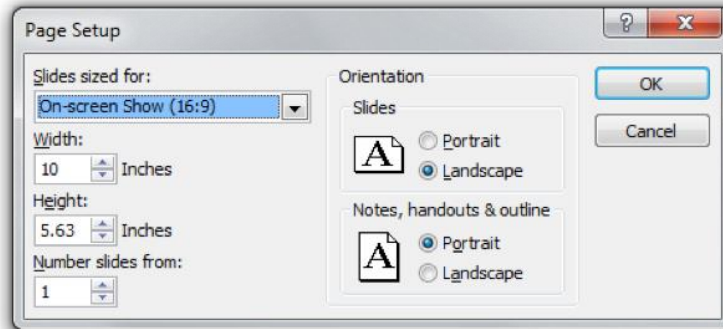 Page Setup
Slides sized for:
On-screen Show (16:9)
Width:
10 Inches
Height:
5.63 Inches
Number slides from:
1
Orientation
Slides
A
Portrait
Landscape
Notes, handouts & outline
A
Portrait
Landscape
OK
Cancel